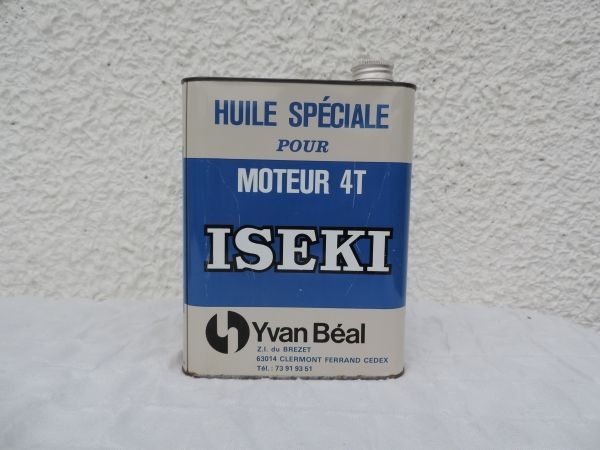 HUILE SPÉCIALE
POUR
MOTEUR 4T
ISEKI
Yvan Béal
Z.I. du BREZET
63014 CLERMONT FERRAND CEDEX
Tél.: 73 91 93 51